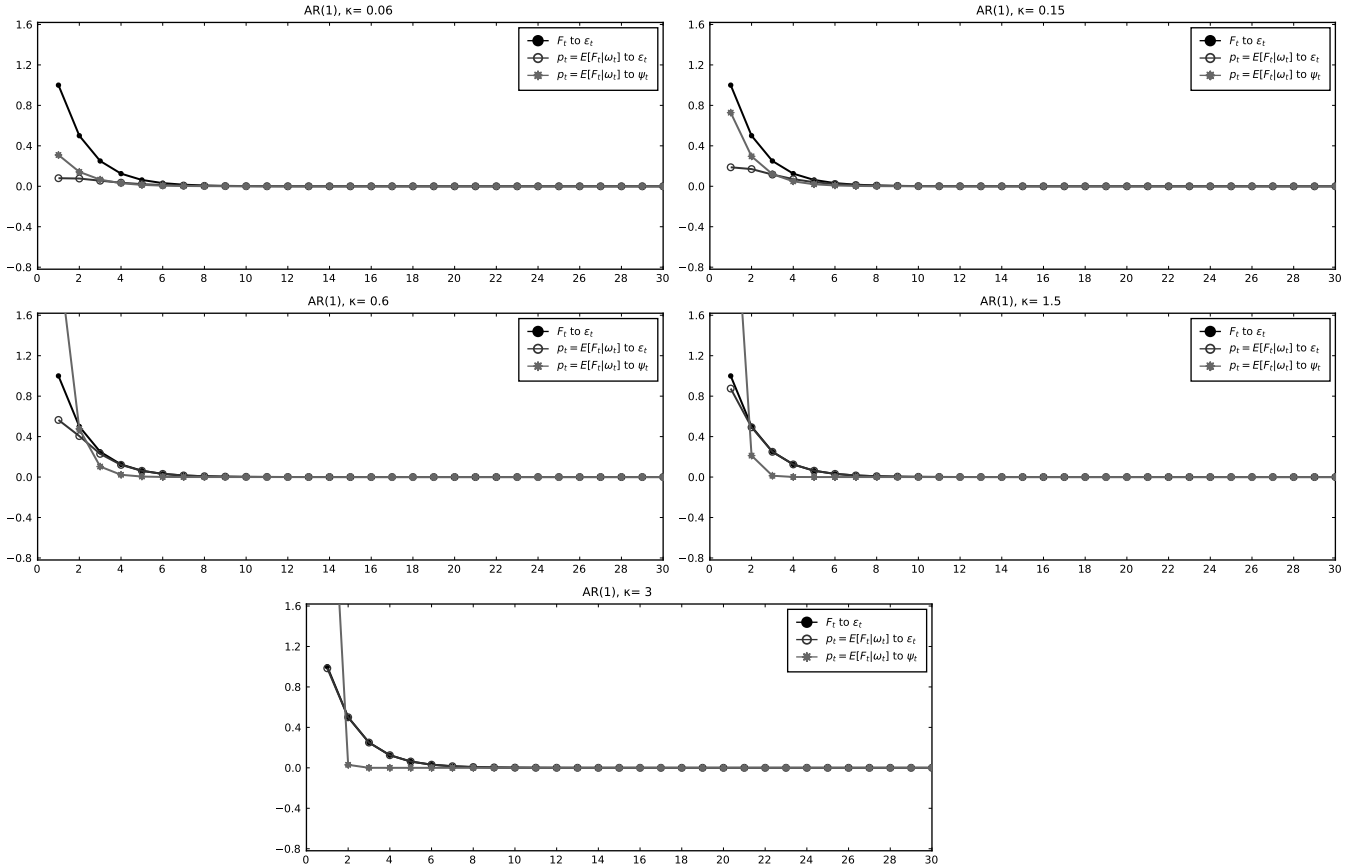 AR(1), κ= 0.06
1.6
1.2
0.8
0.4
0.0
−0.4
−0.8
0 2 4 6 8 10 12 14 16 18 20 22 24 26 28 30
F_t to ε_t
p_t = E[F_t|ω_t] to ε_t
p_t = E[F_t|ω_t] to ψ_t
AR(1), κ= 0.15
1.6
1.2
0.8
0.4
0.0
−0.4
−0.8
0 2 4 6 8 10 12 14 16 18 20 22 24 26 28 30
F_t to ε_t
p_t = E[F_t|ω_t] to ε_t
p_t = E[F_t|ω_t] to ψ_t
AR(1), κ= 0.6
1.6
1.2
0.8
0.4
0.0
−0.4
−0.8
0 2 4 6 8 10 12 14 16 18 20 22 24 26 28 30
F_t to ε_t
p_t = E[F_t|ω_t] to ε_t
p_t = E[F_t|ω_t] to ψ_t
AR(1), κ= 1.5
1.6
1.2
0.8
0.4
0.0
−0.4
−0.8
0 2 4 6 8 10 12 14 16 18 20 22 24 26 28 30
F_t to ε_t
p_t = E[F_t|ω_t] to ε_t
p_t = E[F_t|ω_t] to ψ_t
AR(1), κ= 3
1.6
1.2
0.8
0.4
0.0
−0.4
−0.8
0 2 4 6 8 10 12 14 16 18 20 22 24 26 28 30
F_t to ε_t
p_t = E[F_t|ω_t] to ε_t
p_t = E[F_t|ω_t] to ψ_t